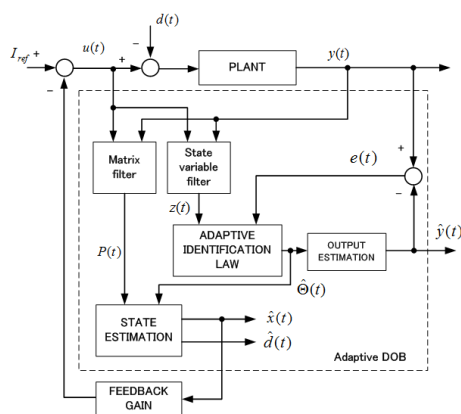 d(t)
I_ref +
u(t)
+
−
−
PLANT
y(t)
Matrix
filter
State
variable
filter
z(t)
e(t)
+
−
P(t)
ADAPTIVE
IDENTIFICATION
LAW
OUTPUT
ESTIMATION
ŷ(t)
Θ̂(t)
STATE
ESTIMATION
x̂(t)
d̂(t)
Adaptive DOB
FEEDBACK
GAIN